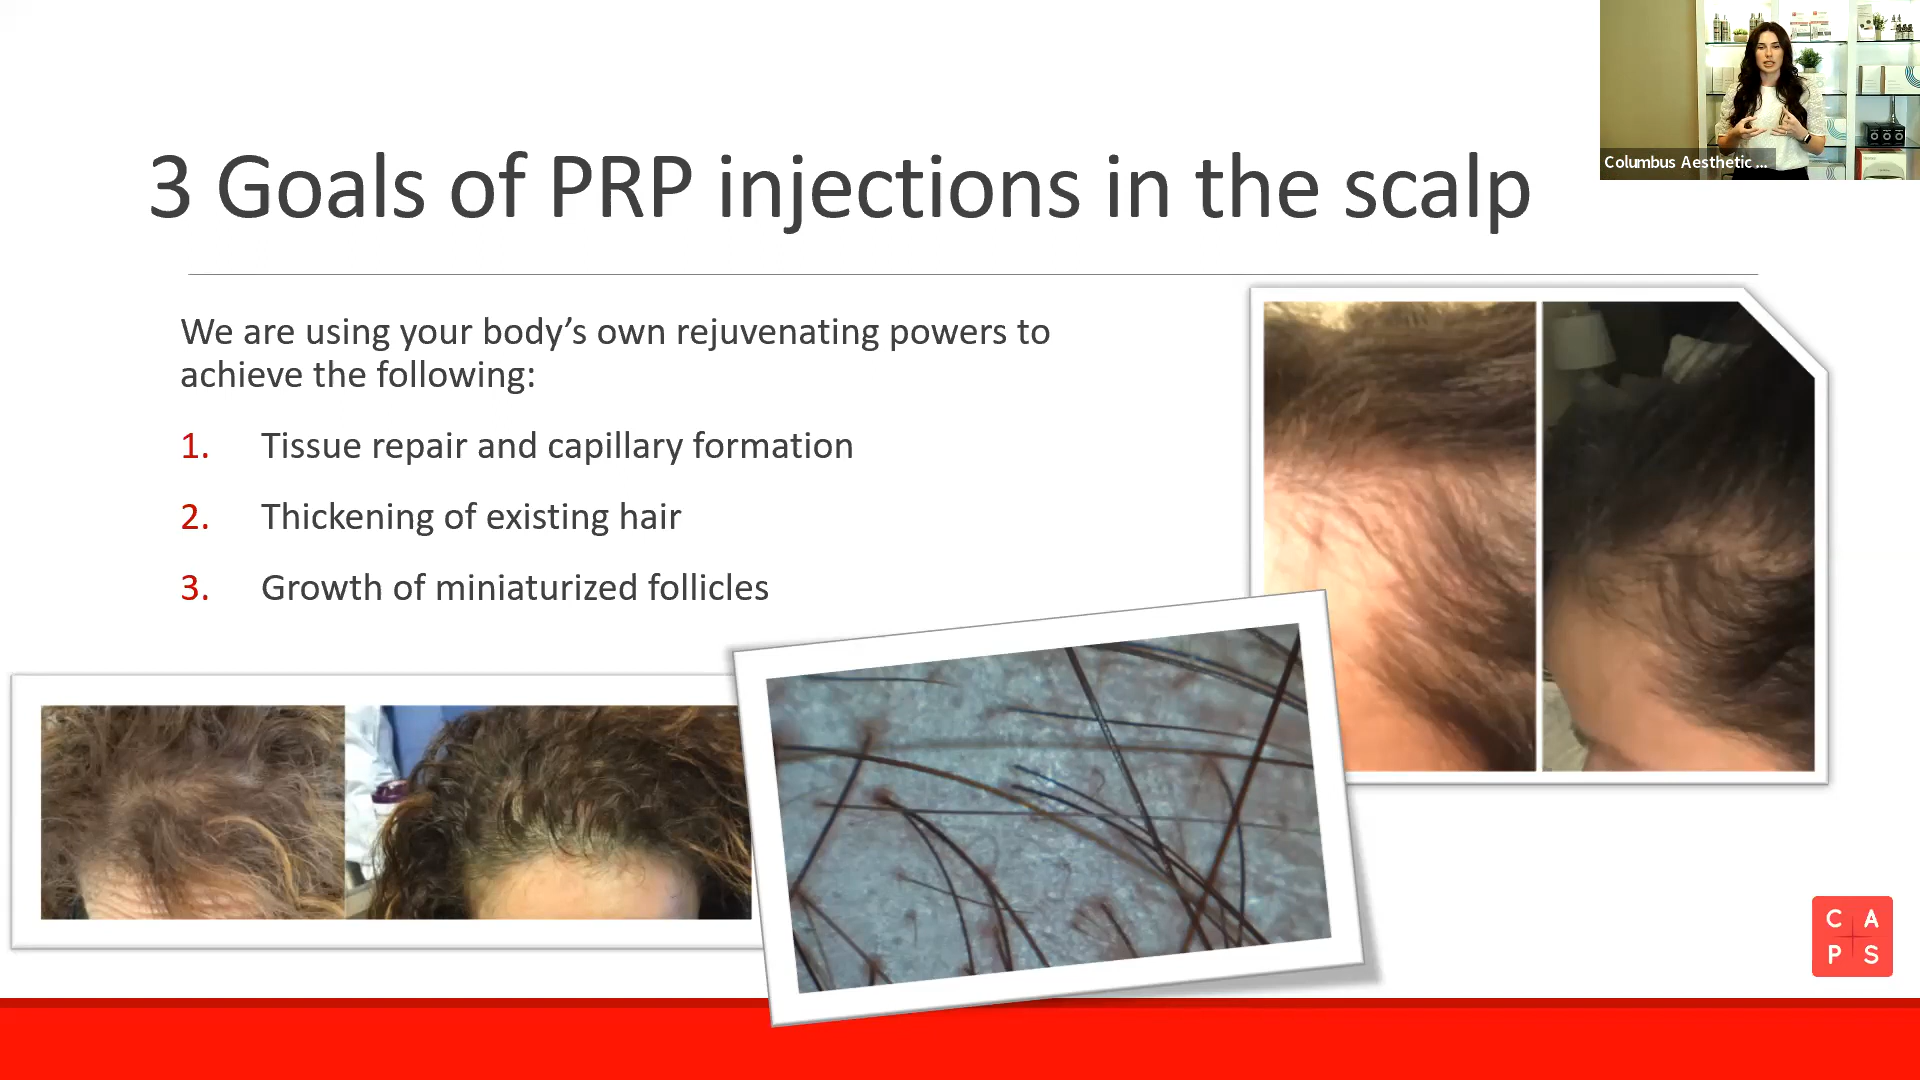 3 Goals of PRP injections in the scalp
Columbus Aesthetic ...
We are using your body’s own rejuvenating powers to
achieve the following:
1. Tissue repair and capillary formation
2. Thickening of existing hair
3. Growth of miniaturized follicles
C A
P S